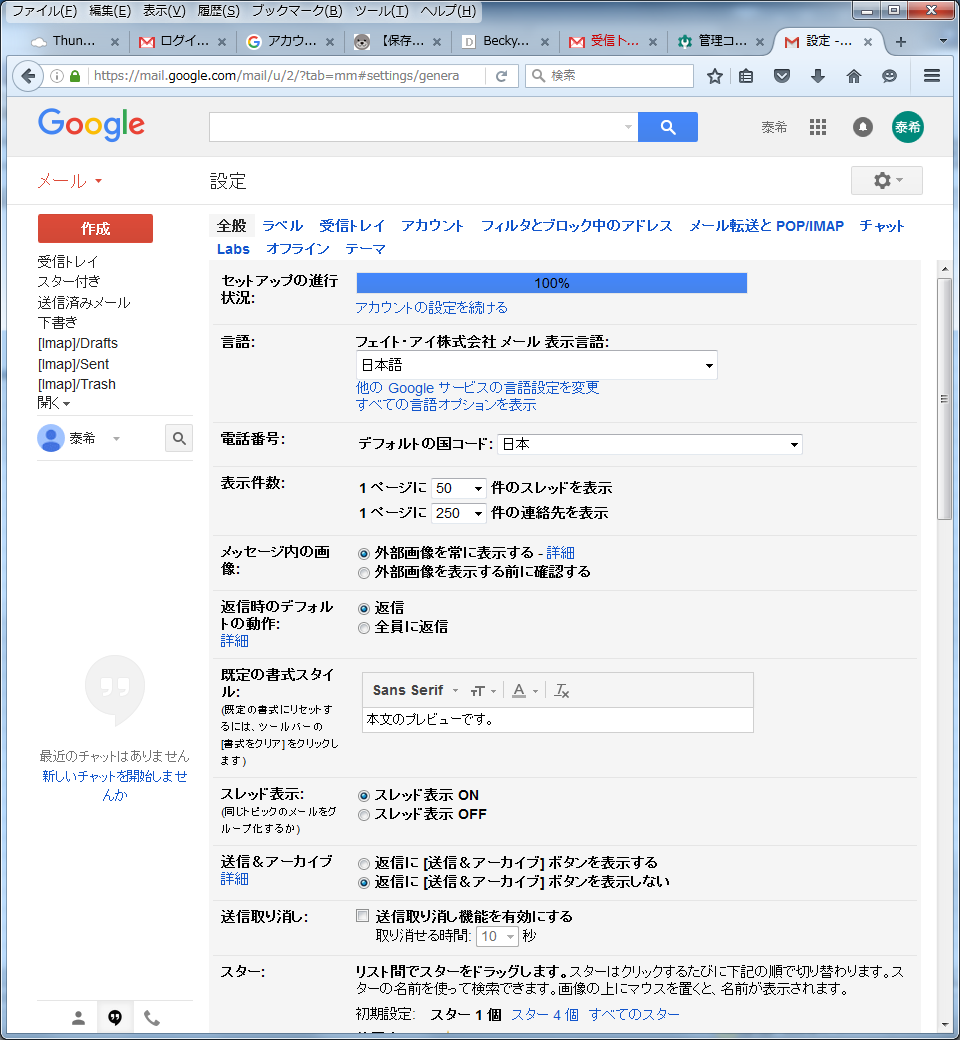 ファイル(F) 編集(E) 表示(V) 履歴(S) ブックマーク(B) ツール(T) ヘルプ(H)
Thun... ログイ... アカウ... 【保存... Becky... 受信ト... 管理コ... 設定 -...
https://mail.google.com/mail/u/2/?tab=mm#settings/genera
検索
Google
泰希
泰希
メール
設定
作成
全般 ラベル 受信トレイ アカウント フィルタとブロック中のアドレス メール転送と POP/IMAP チャット
Labs オフライン テーマ
受信トレイ
スター付き
送信済みメール
下書き
[Imap]/Drafts
[Imap]/Sent
[Imap]/Trash
開く
泰希
最近のチャットはありません
新しいチャットを開始しませ
んか
セットアップの進行
状況:
100%
アカウントの設定を続ける
言語:
フェイト・アイ株式会社 メール 表示言語:
日本語
他の Google サービスの言語設定を変更
すべての言語オプションを表示
電話番号:
デフォルトの国コード: 日本
表示件数:
1 ページに 50 件のスレッドを表示
1 ページに 250 件の連絡先を表示
メッセージ内の画
像:
外部画像を常に表示する - 詳細
外部画像を表示する前に確認する
返信時のデフォル
トの動作:
詳細
返信
全員に返信
既定の書式スタイ
ル:
(既定の書式にリセットす
るには、ツールバーの
[書式をクリア] をクリックし
ます)
Sans Serif
本文のプレビューです。
スレッド表示:
(同じトピックのメールをグ
ループ化するか)
スレッド表示 ON
スレッド表示 OFF
送信＆アーカイブ
詳細
返信に [送信＆アーカイブ] ボタンを表示する
返信に [送信＆アーカイブ] ボタンを表示しない
送信取り消し:
送信取り消し機能を有効にする
取り消せる時間: 10 秒
スター:
リスト間でスターをドラッグします。スターはクリックするたびに下記の順で切り替わります。ス
ターの名前を使って検索できます。画像の上にマウスを置くと、名前が表示されます。
初期設定: スター 1 個 スター 4 個 すべてのスター